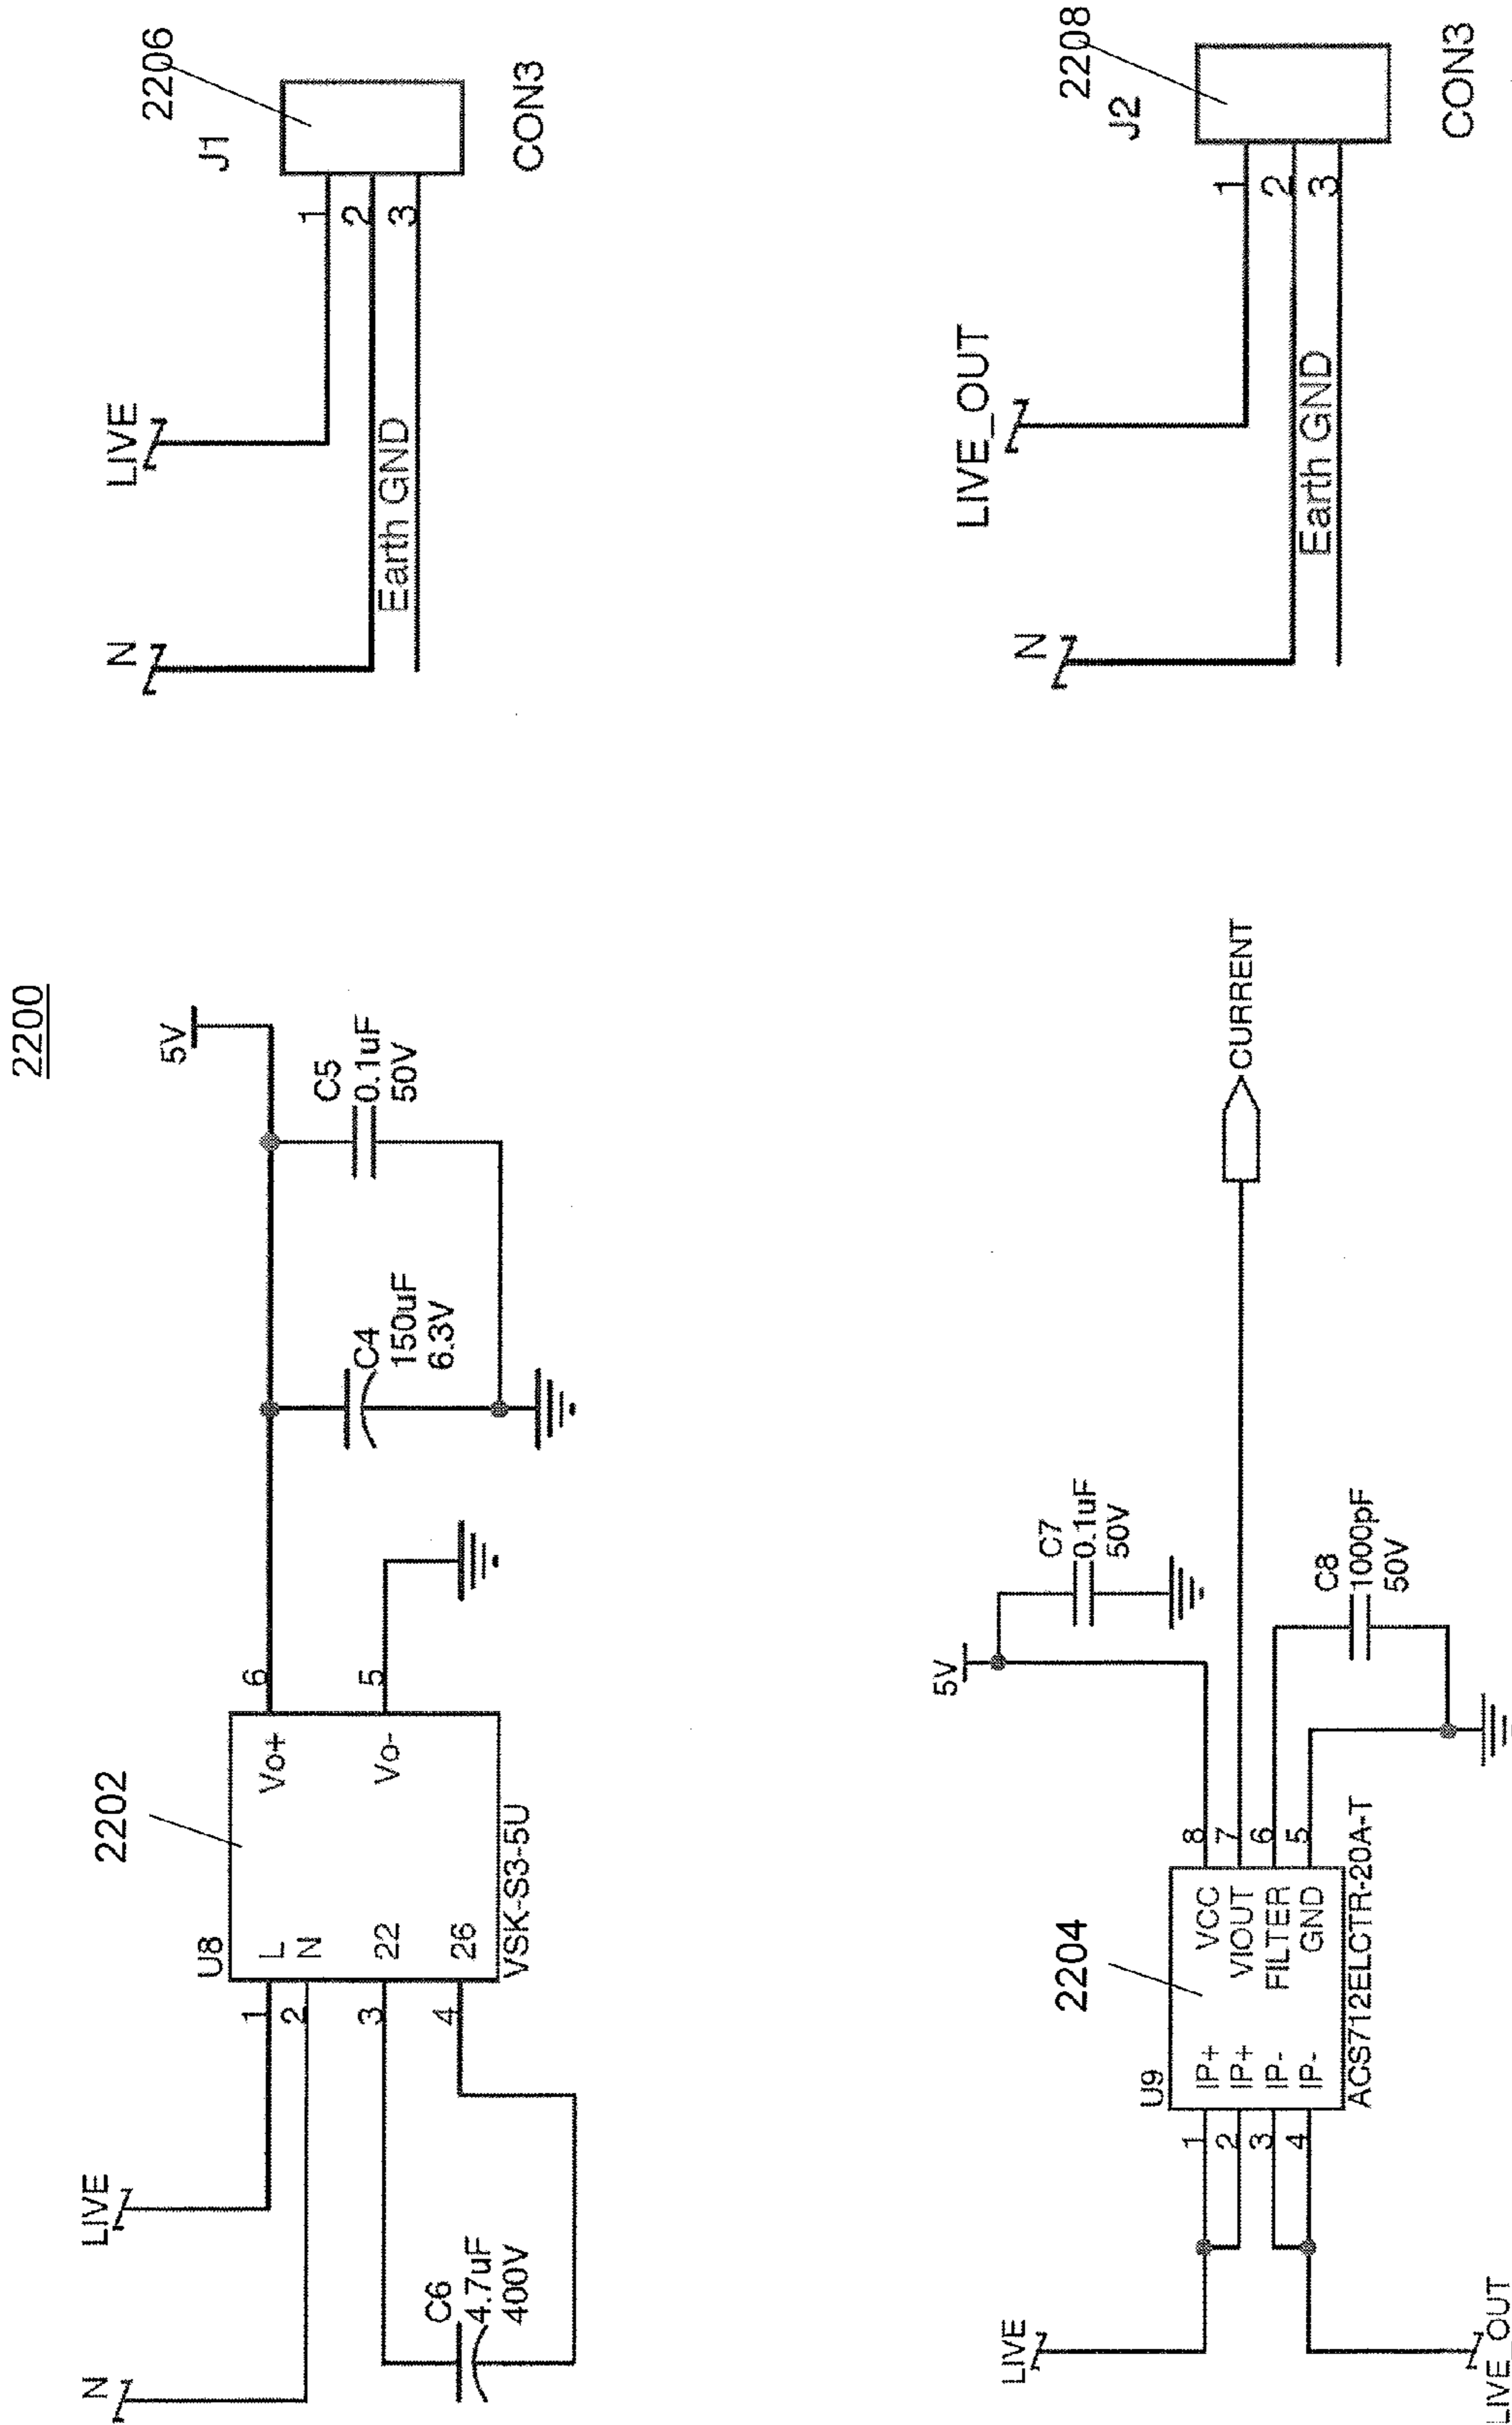 2200
N
LIVE
U8
2202
1
L
2
N
3
22
4
26
Vo+
6
Vo-
5
VSK-S3-5U
C6
4.7uF
400V
C4
150uF
6.3V
5V
C5
0.1uF
50V
N
LIVE
Earth GND
J1
2206
1
2
3
CON3
LIVE
LIVE_OUT
U9
2204
1
IP+
2
IP+
3
IP-
4
IP-
VCC
8
VIOUT
7
FILTER
6
GND
5
ACS712ELCTR-20A-T
5V
C7
0.1uF
50V
C8
1000pF
50V
CURRENT
N
LIVE_OUT
Earth GND
J2
2208
1
2
3
CON3